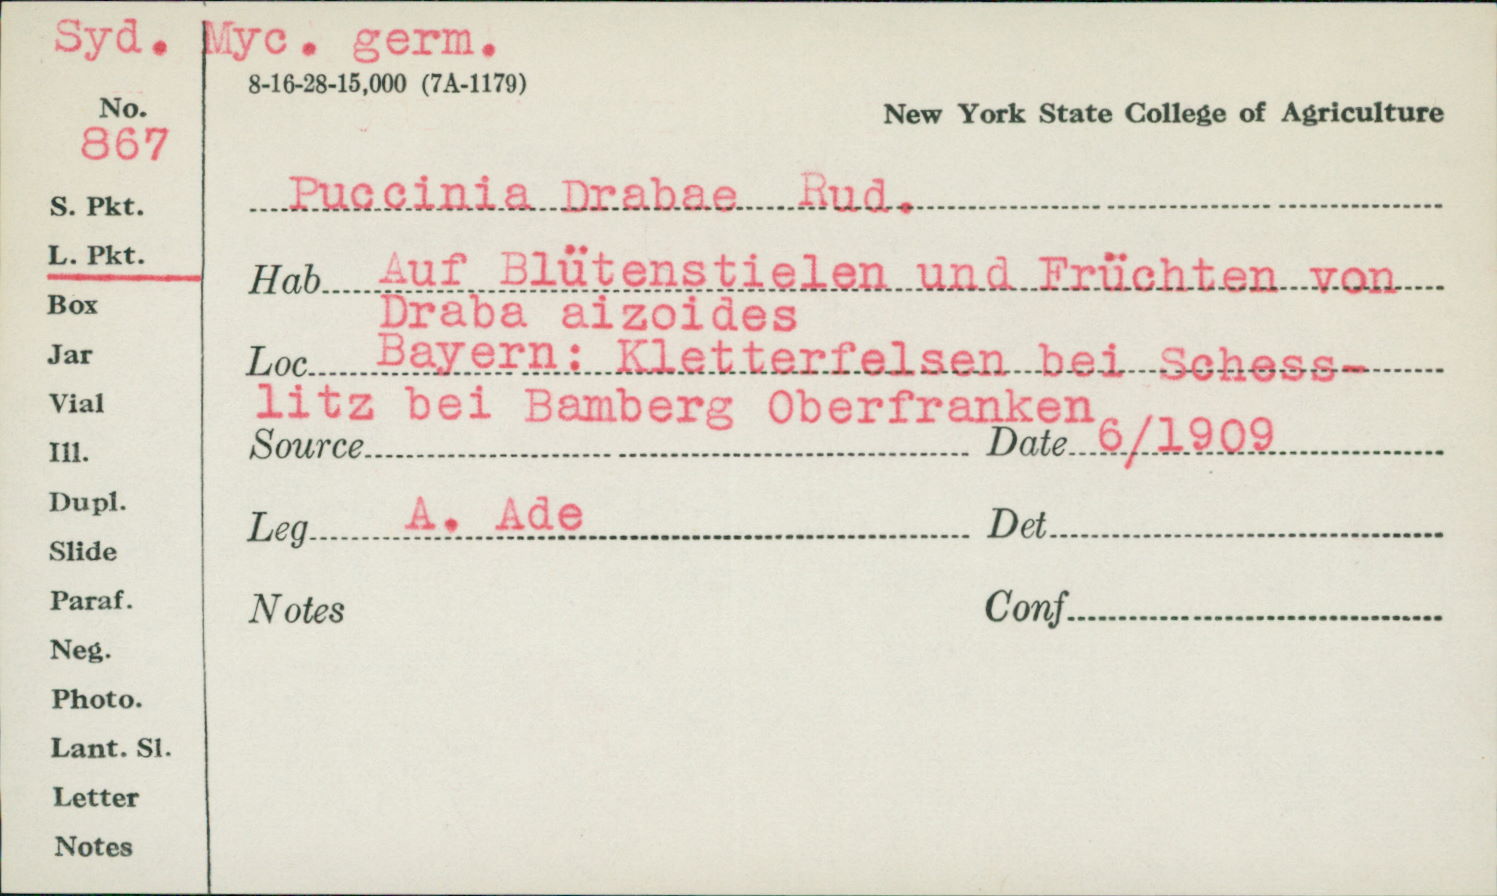 Syd. Myc. germ.
8-16-28-15,000 (7A-1179)
New York State College of Agriculture
No.
867
S. Pkt.
L. Pkt.
Box
Jar
Vial
Ill.
Dupl.
Slide
Paraf.
Neg.
Photo.
Lant. Sl.
Letter
Notes
Puccinia Drabae Rud.
Hab Auf Blütenstielen und Früchten von
Draba aizoides
Loc Bayern: Kletterfelsen bei Schess-
litz bei Bamberg Oberfranken
Source Date 6/1909
Leg A. Ade Det
Notes Conf